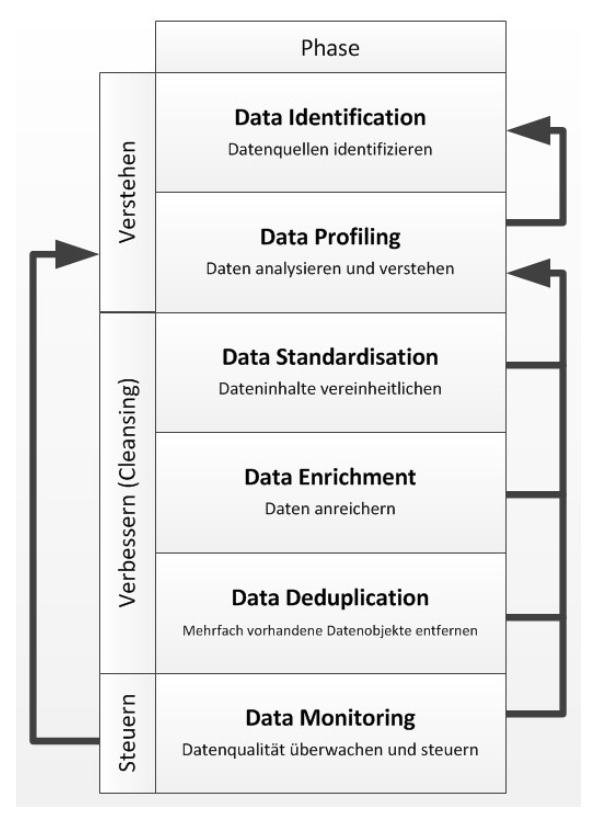 Phase
Verstehen
Data Identification
Datenquellen identifizieren
Data Profiling
Daten analysieren und verstehen
Verbessern (Cleansing)
Data Standardisation
Dateninhalte vereinheitlichen
Data Enrichment
Daten anreichern
Data Deduplication
Mehrfach vorhandene Datenobjekte entfernen
Steuern
Data Monitoring
Datenqualität überwachen und steuern